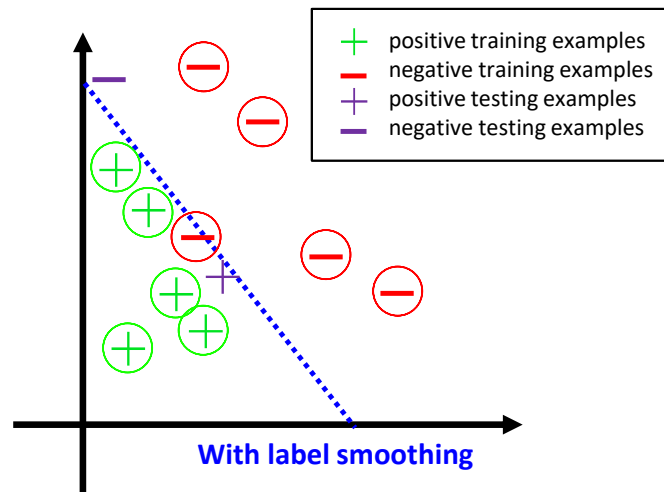 positive training examples
negative training examples
positive testing examples
negative testing examples
With label smoothing